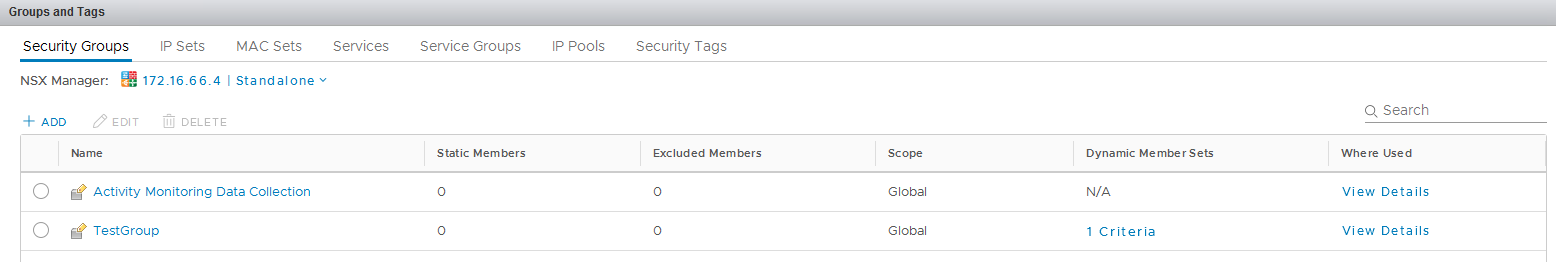 Groups and Tags
Security Groups IP Sets MAC Sets Services Service Groups IP Pools Security Tags
NSX Manager: 172.16.66.4 | Standalone
ADD EDIT DELETE Search
Name Static Members Excluded Members Scope Dynamic Member Sets Where Used
Activity Monitoring Data Collection 0 0 Global N/A View Details
TestGroup 0 0 Global 1 Criteria View Details